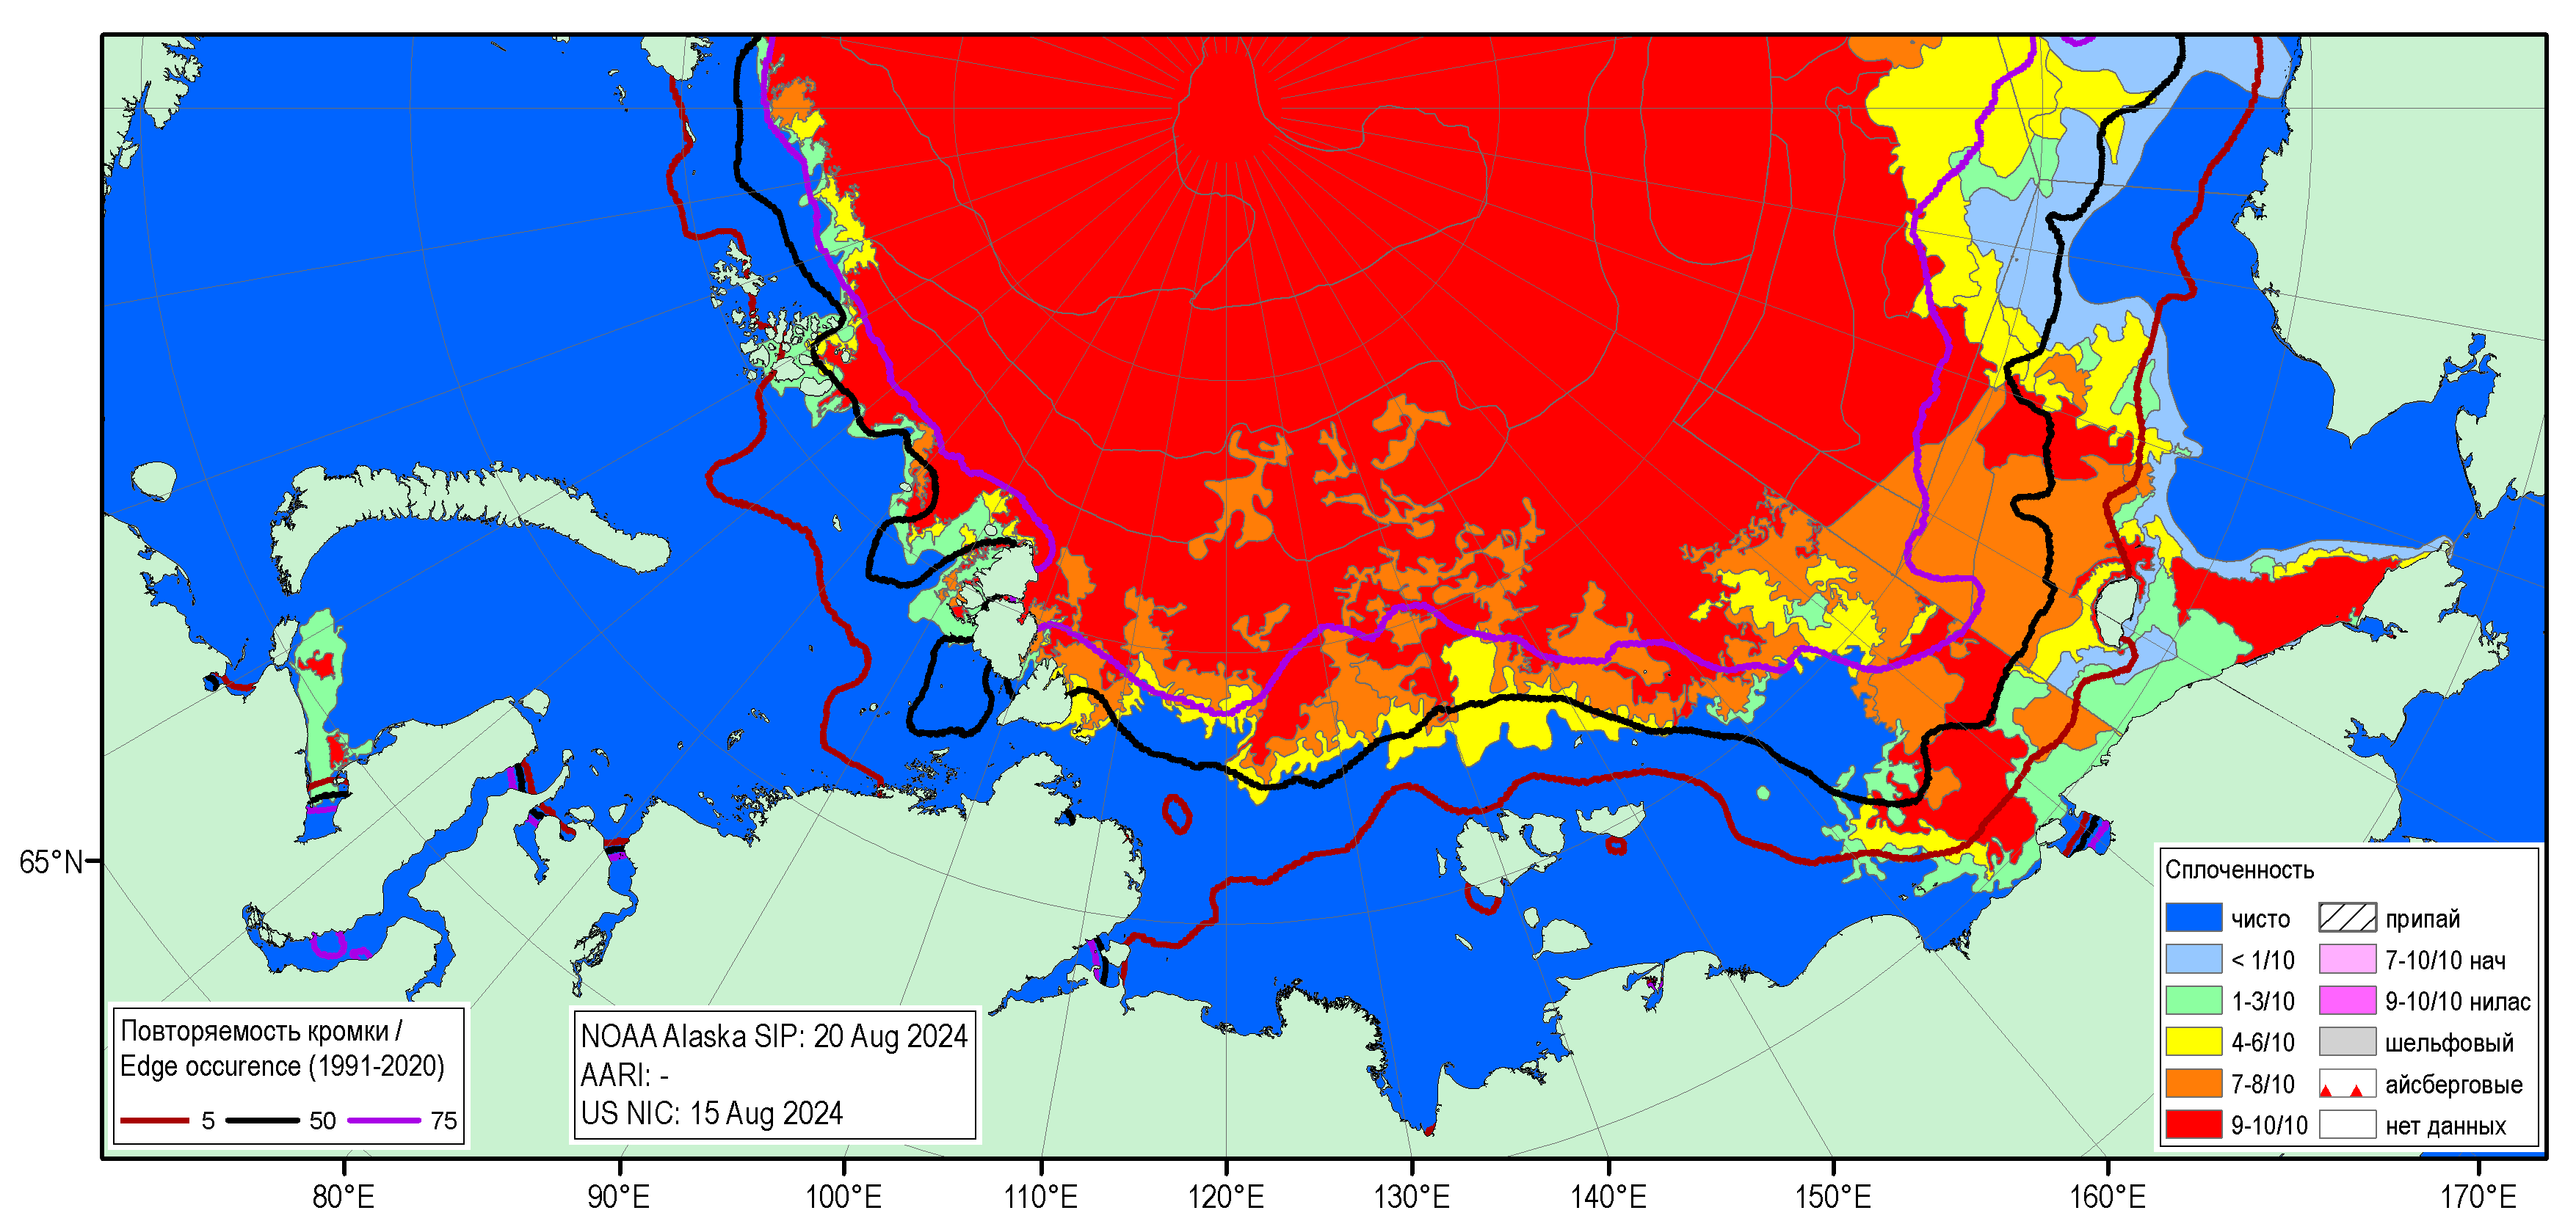 65°N
Повторяемость кромки /
Edge occurence (1991-2020)
5 50 75
NOAA Alaska SIP: 20 Aug 2024
AARI: -
US NIC: 15 Aug 2024
Сплоченность
чисто припай
< 1/10 7-10/10 нач
1-3/10 9-10/10 нилас
4-6/10 шельфовый
7-8/10 айсберговые
9-10/10 нет данных
80°E 90°E 100°E 110°E 120°E 130°E 140°E 150°E 160°E 170°E